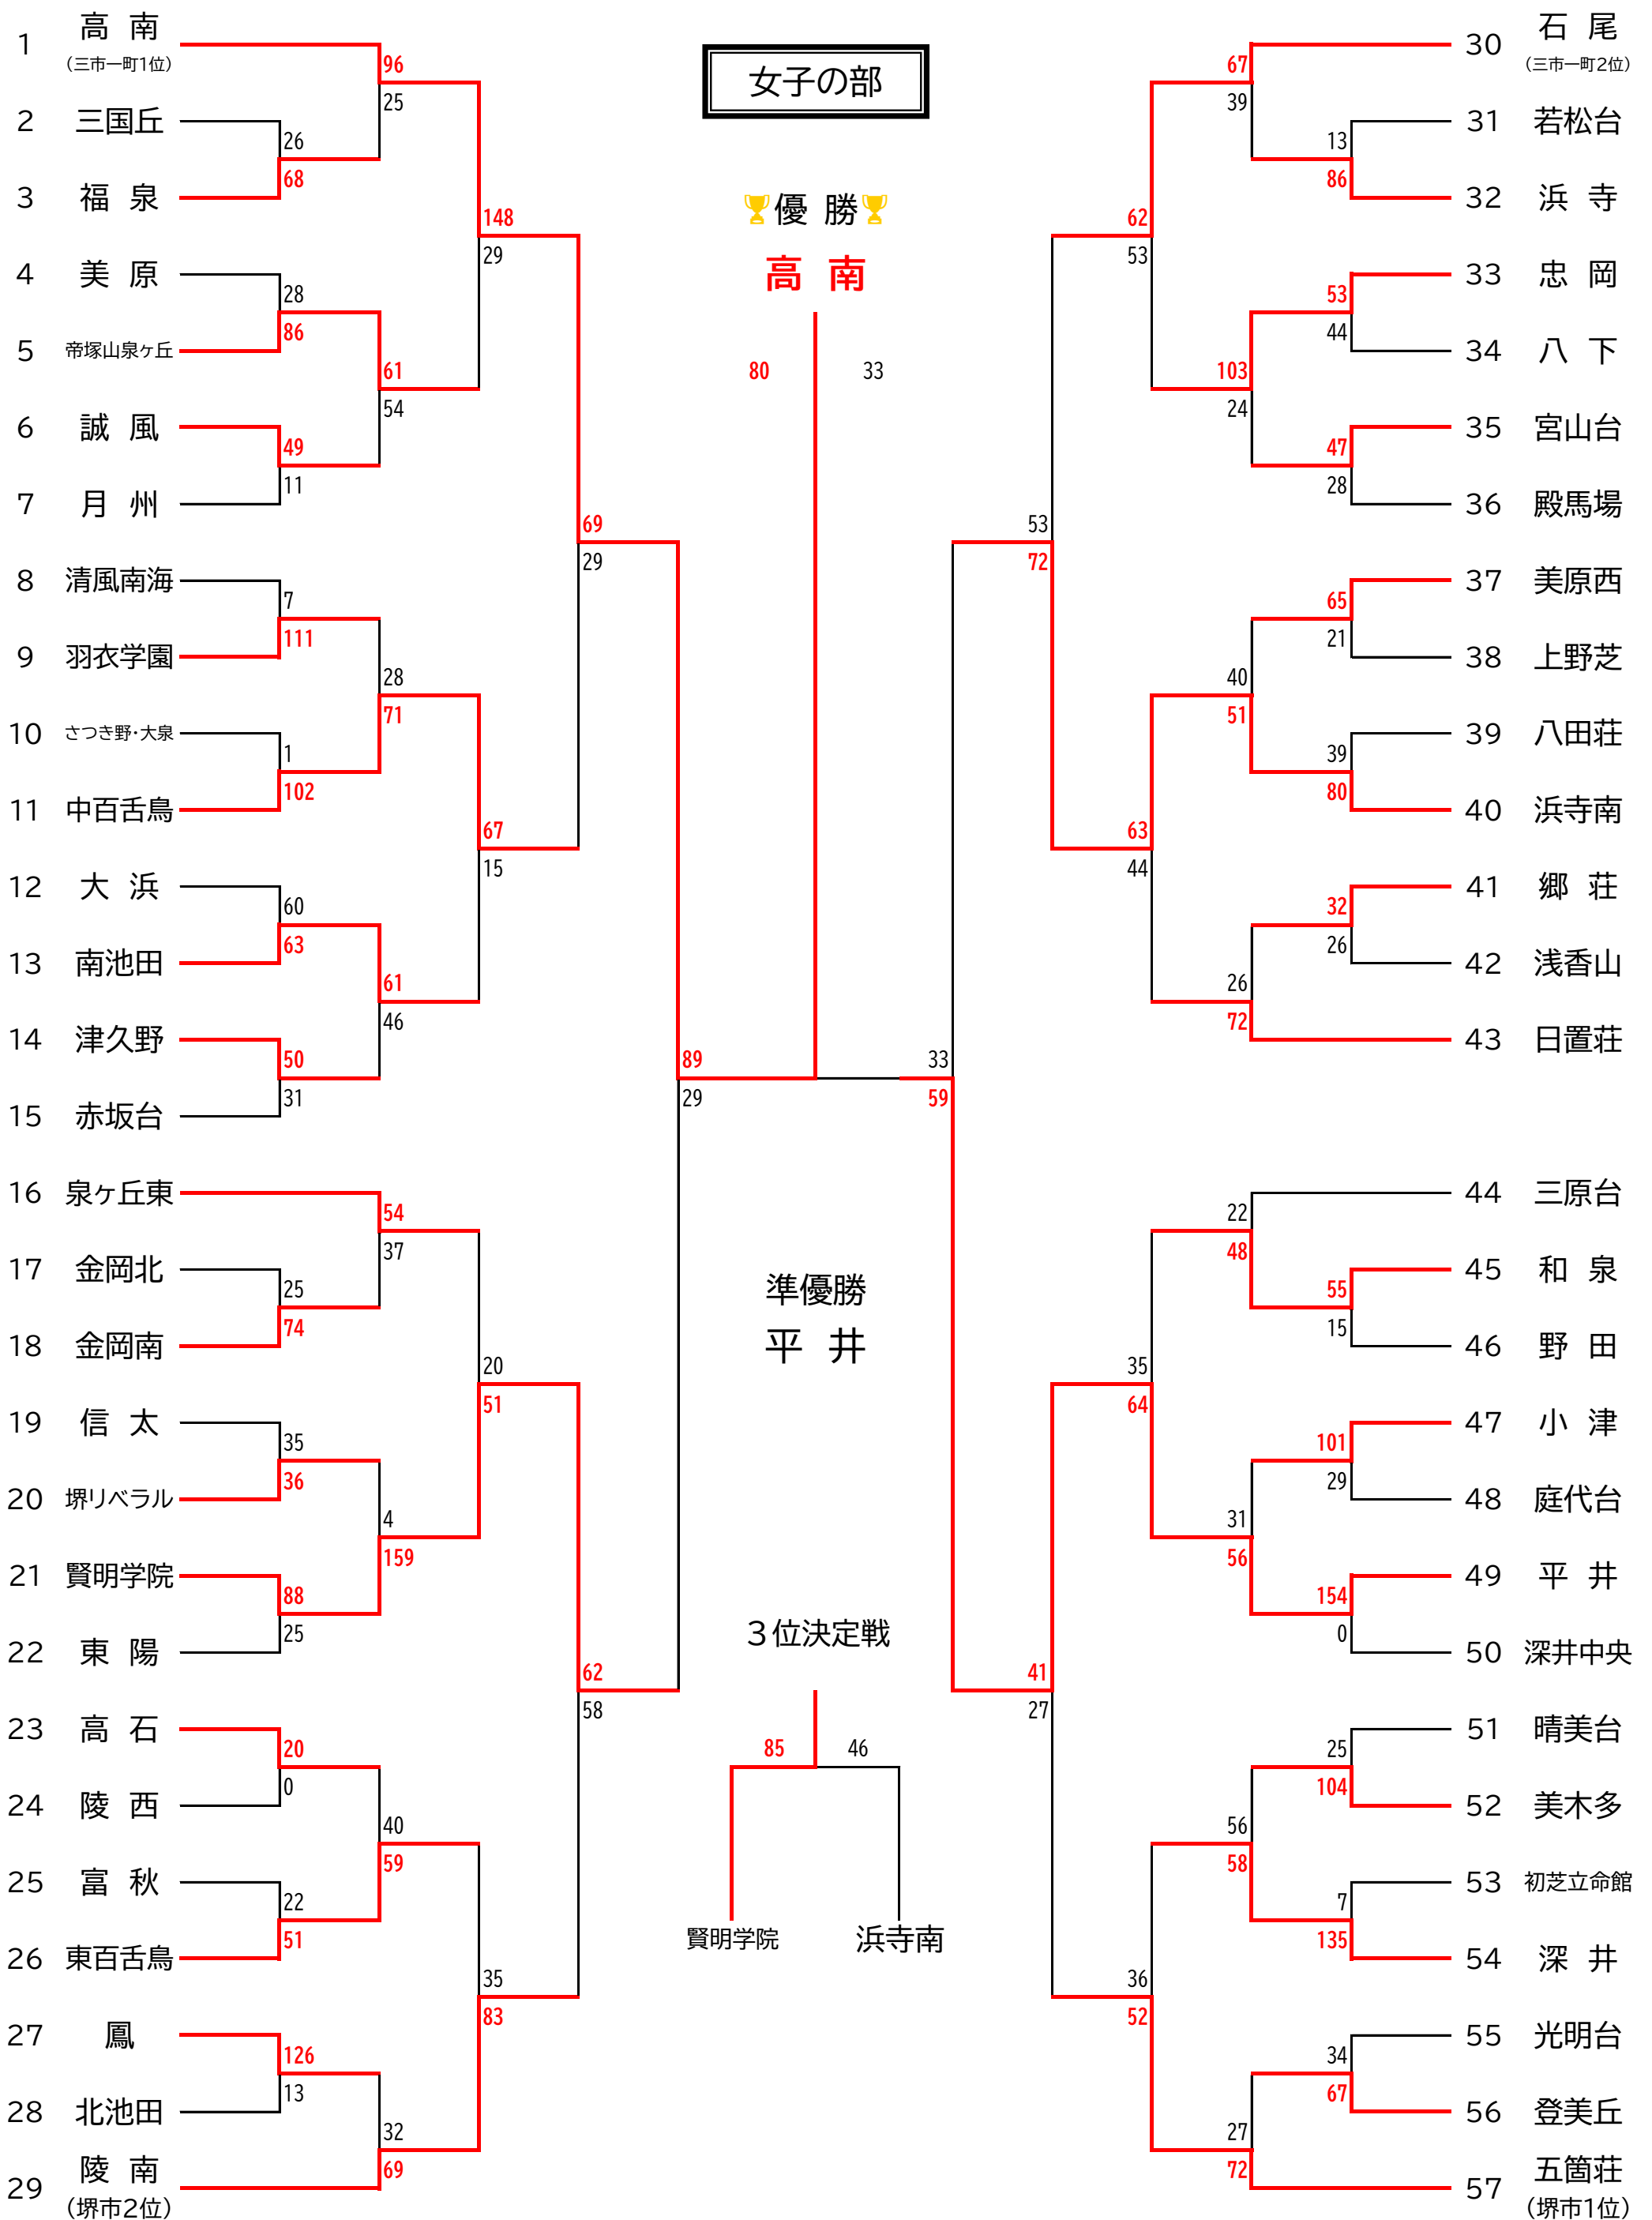 女子の部
優 勝
高 南
80 33
1 高 南
(三市一町1位)
96
25
2 三国丘
26
68
3 福 泉
148
29
4 美 原
28
86
5 帝塚山泉ヶ丘
61
54
6 誠 風
49
11
7 月 州
69
29
8 清風南海
7
111
9 羽衣学園
28
71
10 さつき野・大泉
1
102
11 中百舌鳥
67
15
12 大 浜
60
63
13 南池田
61
46
14 津久野
50
31
15 赤坂台
89
29
16 泉ヶ丘東
54
37
17 金岡北
25
74
18 金岡南
20
51
19 信 太
35
36
20 堺リベラル
4
159
21 賢明学院
88
25
22 東 陽
62
58
23 高 石
20
0
24 陵 西
40
59
25 富 秋
22
51
26 東百舌鳥
35
83
27 鳳
126
13
28 北池田
32
69
29 陵 南
(堺市2位)
30 石 尾
(三市一町2位)
67
39
31 若松台
13
86
32 浜 寺
62
53
33 忠 岡
53
44
34 八 下
103
24
35 宮山台
47
28
36 殿馬場
53
72
37 美原西
65
21
38 上野芝
40
51
39 八田荘
39
80
40 浜寺南
63
44
41 郷 荘
32
26
42 浅香山
26
72
43 日置荘
33
59
44 三原台
22
48
45 和 泉
55
15
46 野 田
35
64
47 小 津
101
29
48 庭代台
31
56
49 平 井
154
0
50 深井中央
41
27
51 晴美台
25
104
52 美木多
56
58
53 初芝立命館
7
135
54 深 井
36
52
55 光明台
34
67
56 登美丘
27
72
57 五箇荘
(堺市1位)
準優勝
平 井
３位決定戦
85 46
賢明学院 浜寺南